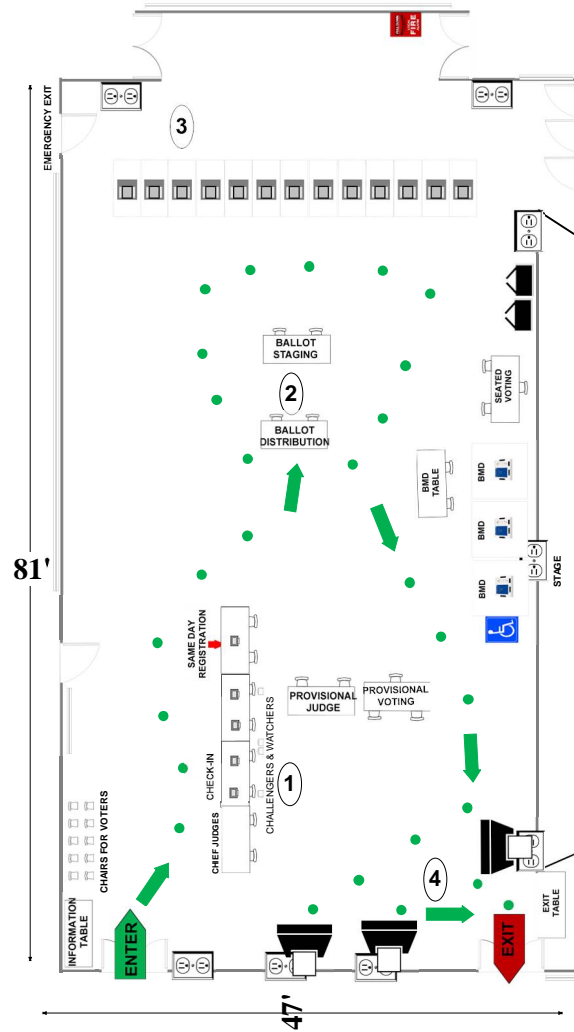 FIRE
EMERGENCY EXIT
3
BALLOT
STAGING
2
BALLOT
DISTRIBUTION
SEATED
VOTING
BMD
TABLE
BMD
BMD
BMD
STAGE
81'
SAME DAY
REGISTRATION
PROVISIONAL
JUDGE
PROVISIONAL
VOTING
CHECK-IN
CHALLENGERS & WATCHERS
1
CHIEF JUDGES
CHAIRS FOR VOTERS
INFORMATION
TABLE
ENTER
4
EXIT
TABLE
EXIT
47'